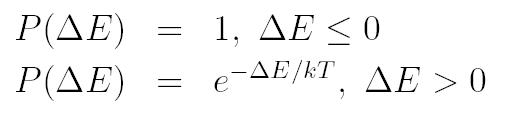 P(ΔE) = 1, ΔE ≤ 0
P(ΔE) = e^{-ΔE/kT}, ΔE > 0